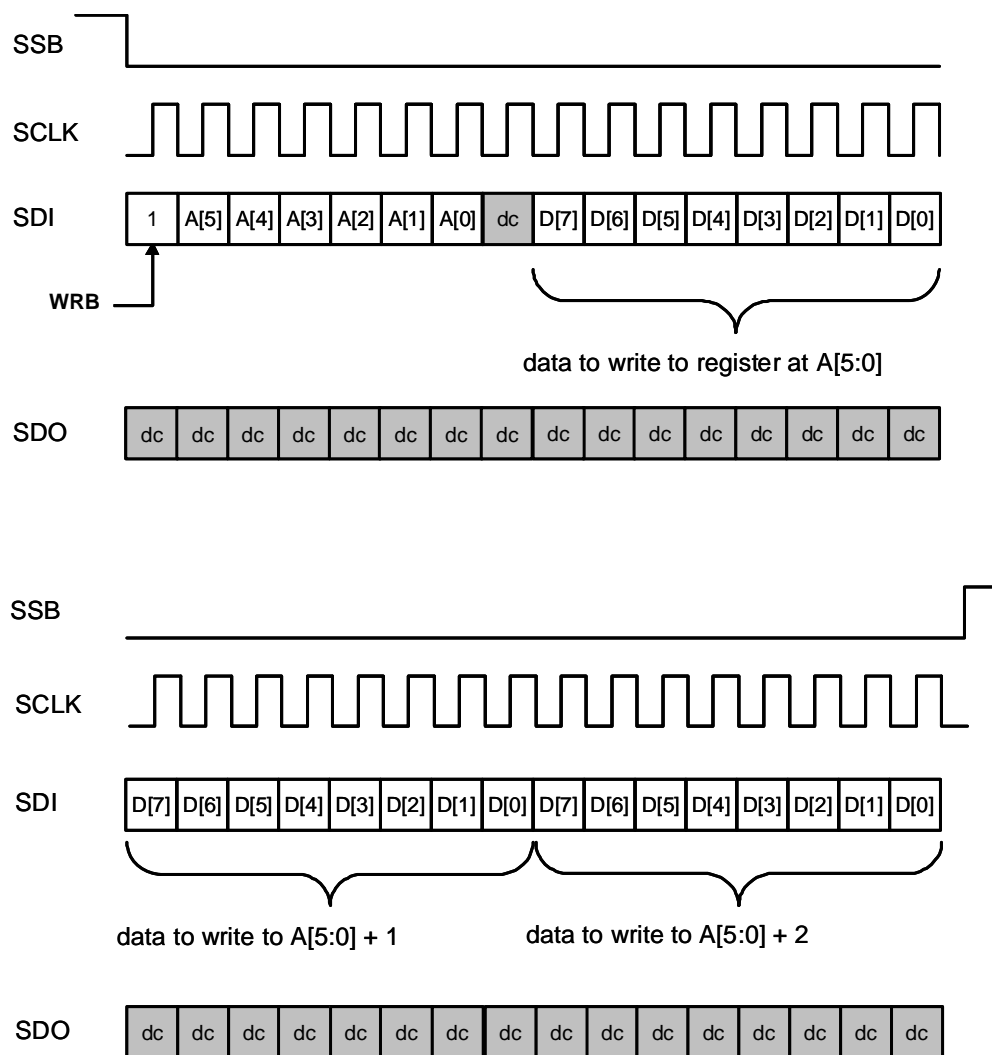 SSB
SCLK
SDI 1 A[5] A[4] A[3] A[2] A[1] A[0] dc D[7] D[6] D[5] D[4] D[3] D[2] D[1] D[0]
WRB
data to write to register at A[5:0]
SDO dc dc dc dc dc dc dc dc dc dc dc dc dc dc dc dc
SSB
SCLK
SDI D[7] D[6] D[5] D[4] D[3] D[2] D[1] D[0] D[7] D[6] D[5] D[4] D[3] D[2] D[1] D[0]
data to write to A[5:0] + 1 data to write to A[5:0] + 2
SDO dc dc dc dc dc dc dc dc dc dc dc dc dc dc dc dc